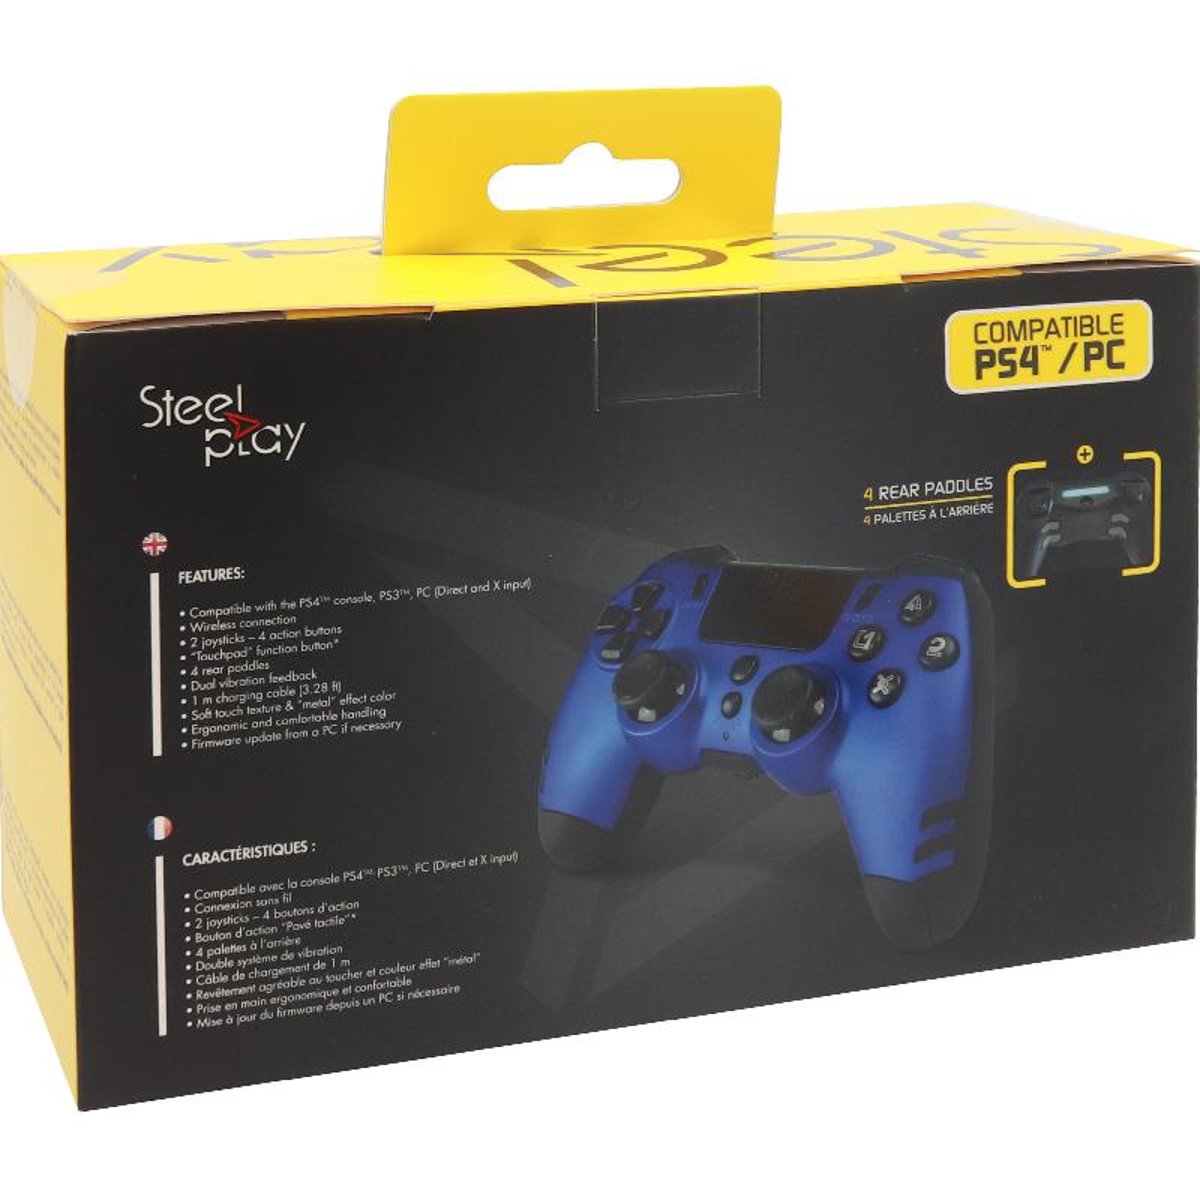 Steel play
COMPATIBLE
PS4™ / PC
Steel
play
4 REAR PADDLES
4 PALETTES À L'ARRIÈRE
FEATURES:
• Compatible with the PS4™ console, PS3™, PC (Direct and X input)
• Wireless connection
• 2 joysticks – 4 action buttons
• "Touchpad" function button*
• 4 rear paddles
• Dual vibration feedback
• 1 m charging cable (3.28 ft)
• Soft touch texture & "metal" effect color
• Ergonomic and comfortable handling
• Firmware update from a PC if necessary
CARACTÉRISTIQUES :
• Compatible avec la console PS4™ PS3™, PC (Direct et X input)
• Connexion sans fil
• 2 joysticks – 4 boutons d'action
• Bouton d'action "Pavé tactile"*
• 4 palettes à l'arrière
• Double système de vibration
• Câble de chargement de 1 m
• Revêtement agréable au toucher et couleur effet "métal"
• Prise en main ergonomique et confortable
• Mise à jour du firmware depuis un PC si nécessaire
4
1
2